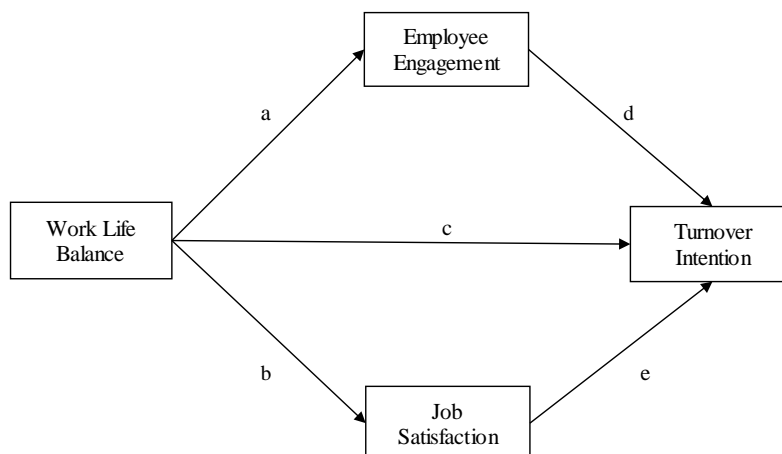 Employee
Engagement
a
d
Work Life
Balance
c
Turnover
Intention
b
e
Job
Satisfaction